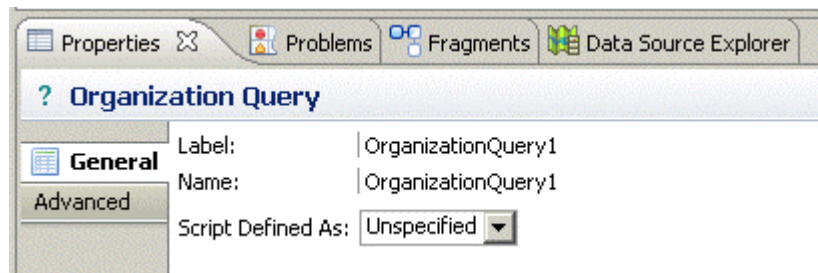 Properties Problems Fragments Data Source Explorer
? Organization Query
General
Advanced
Label: OrganizationQuery1
Name: OrganizationQuery1
Script Defined As: Unspecified